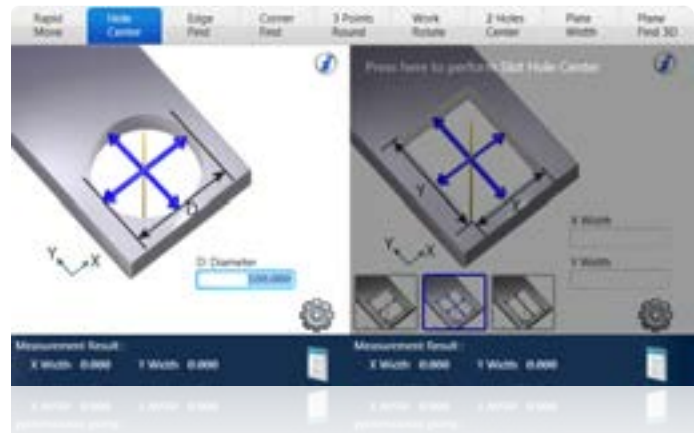 Rapid Move
Hole Center
Edge Find
Corner Find
3 Points Round
Work Rotate
2 Holes Center
Plane Width
Plane Find 3D
Press here to perform Slot Hole Center
D
Y
X
D: Diameter
Y
X
X Width
Y Width
Measurement Result:
X Width 0.000 Y Width 0.000
Measurement Result:
X Width 0.000 Y Width 0.000